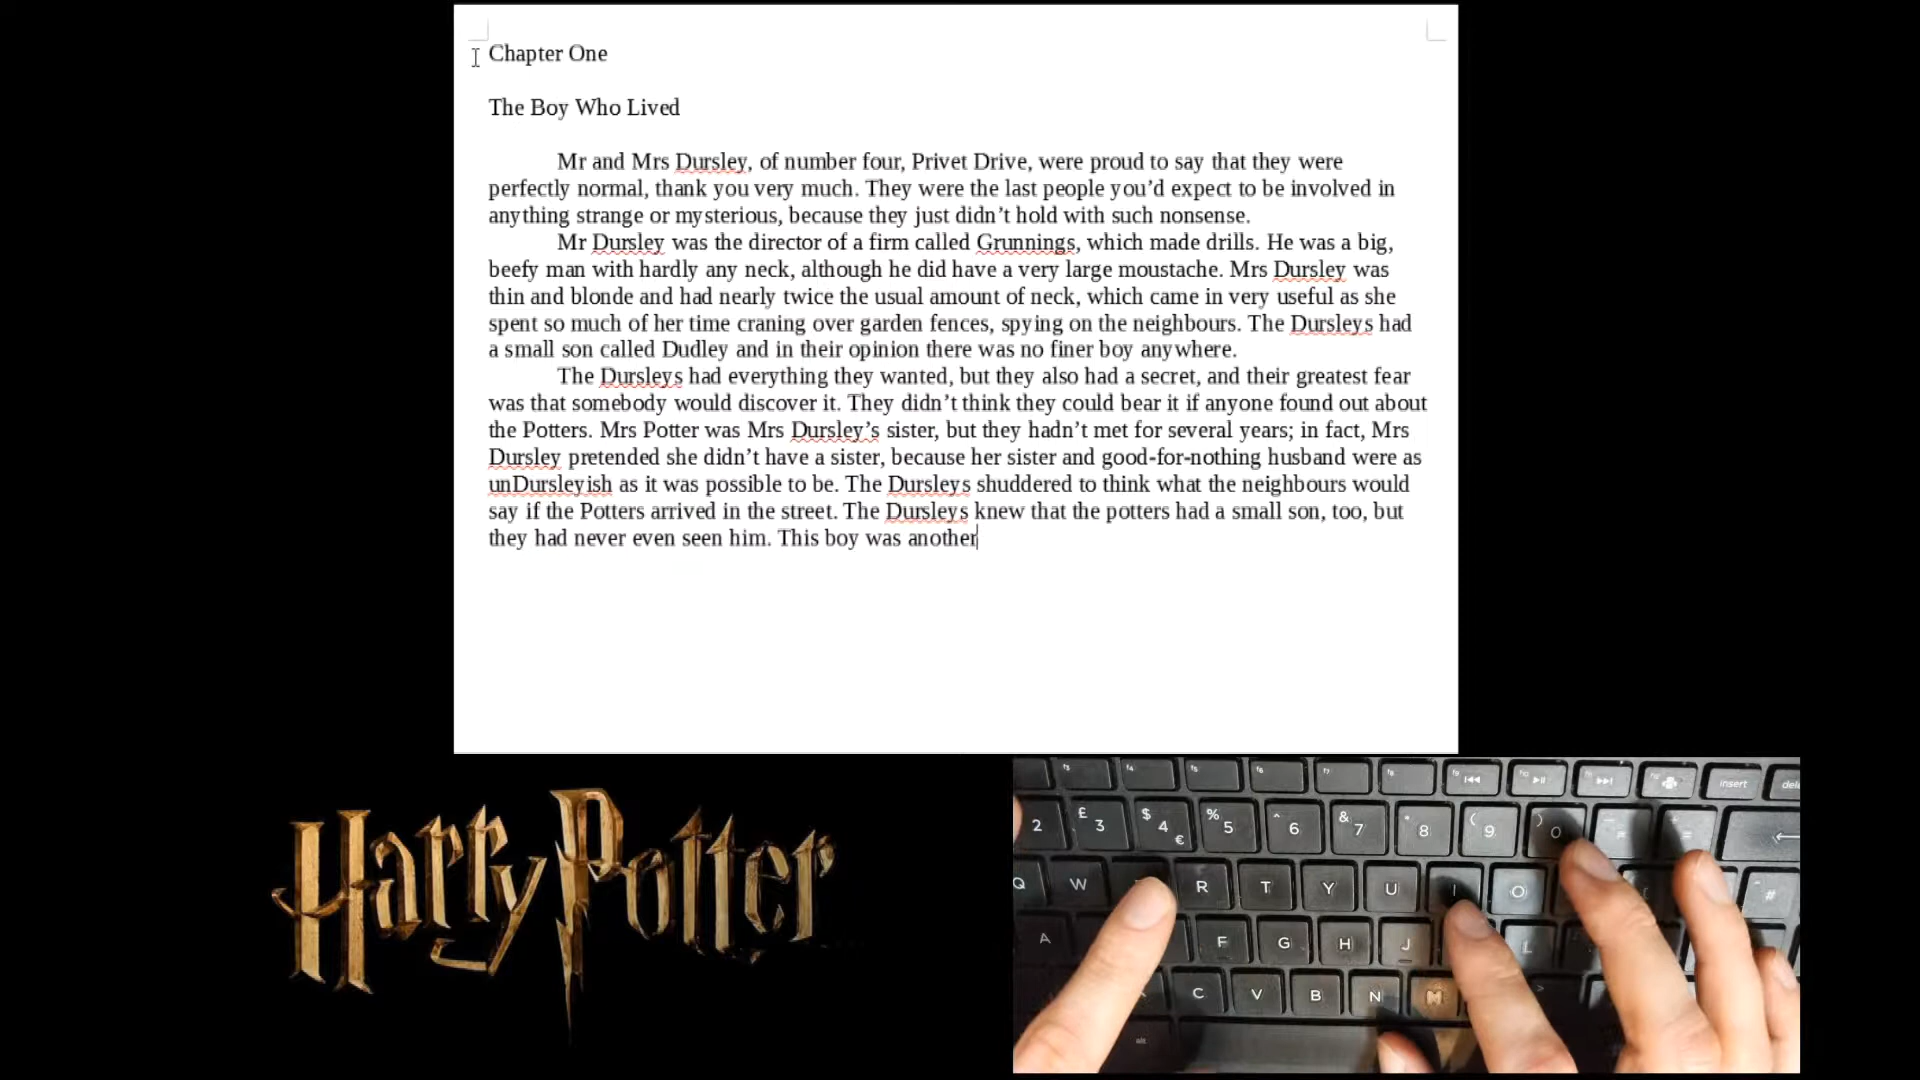 Chapter One
The Boy Who Lived
Mr and Mrs Dursley, of number four, Privet Drive, were proud to say that they were
perfectly normal, thank you very much. They were the last people you’d expect to be involved in
anything strange or mysterious, because they just didn’t hold with such nonsense.
Mr Dursley was the director of a firm called Grunnings, which made drills. He was a big,
beefy man with hardly any neck, although he did have a very large moustache. Mrs Dursley was
thin and blonde and had nearly twice the usual amount of neck, which came in very useful as she
spent so much of her time craning over garden fences, spying on the neighbours. The Dursleys had
a small son called Dudley and in their opinion there was no finer boy anywhere.
The Dursleys had everything they wanted, but they also had a secret, and their greatest fear
was that somebody would discover it. They didn’t think they could bear it if anyone found out about
the Potters. Mrs Potter was Mrs Dursley’s sister, but they hadn’t met for several years; in fact, Mrs
Dursley pretended she didn’t have a sister, because her sister and good-for-nothing husband were as
unDursleyish as it was possible to be. The Dursleys shuddered to think what the neighbours would
say if the Potters arrived in the street. The Dursleys knew that the potters had a small son, too, but
they had never even seen him. This boy was another
Harry Potter
insert
2 £ 3 $ 4 € % 5 ^ 6 & 7 * 8 ( 9 ) 0 - =
Q W R T Y U I O [ #
A F G H J L
C V B N M >
alt